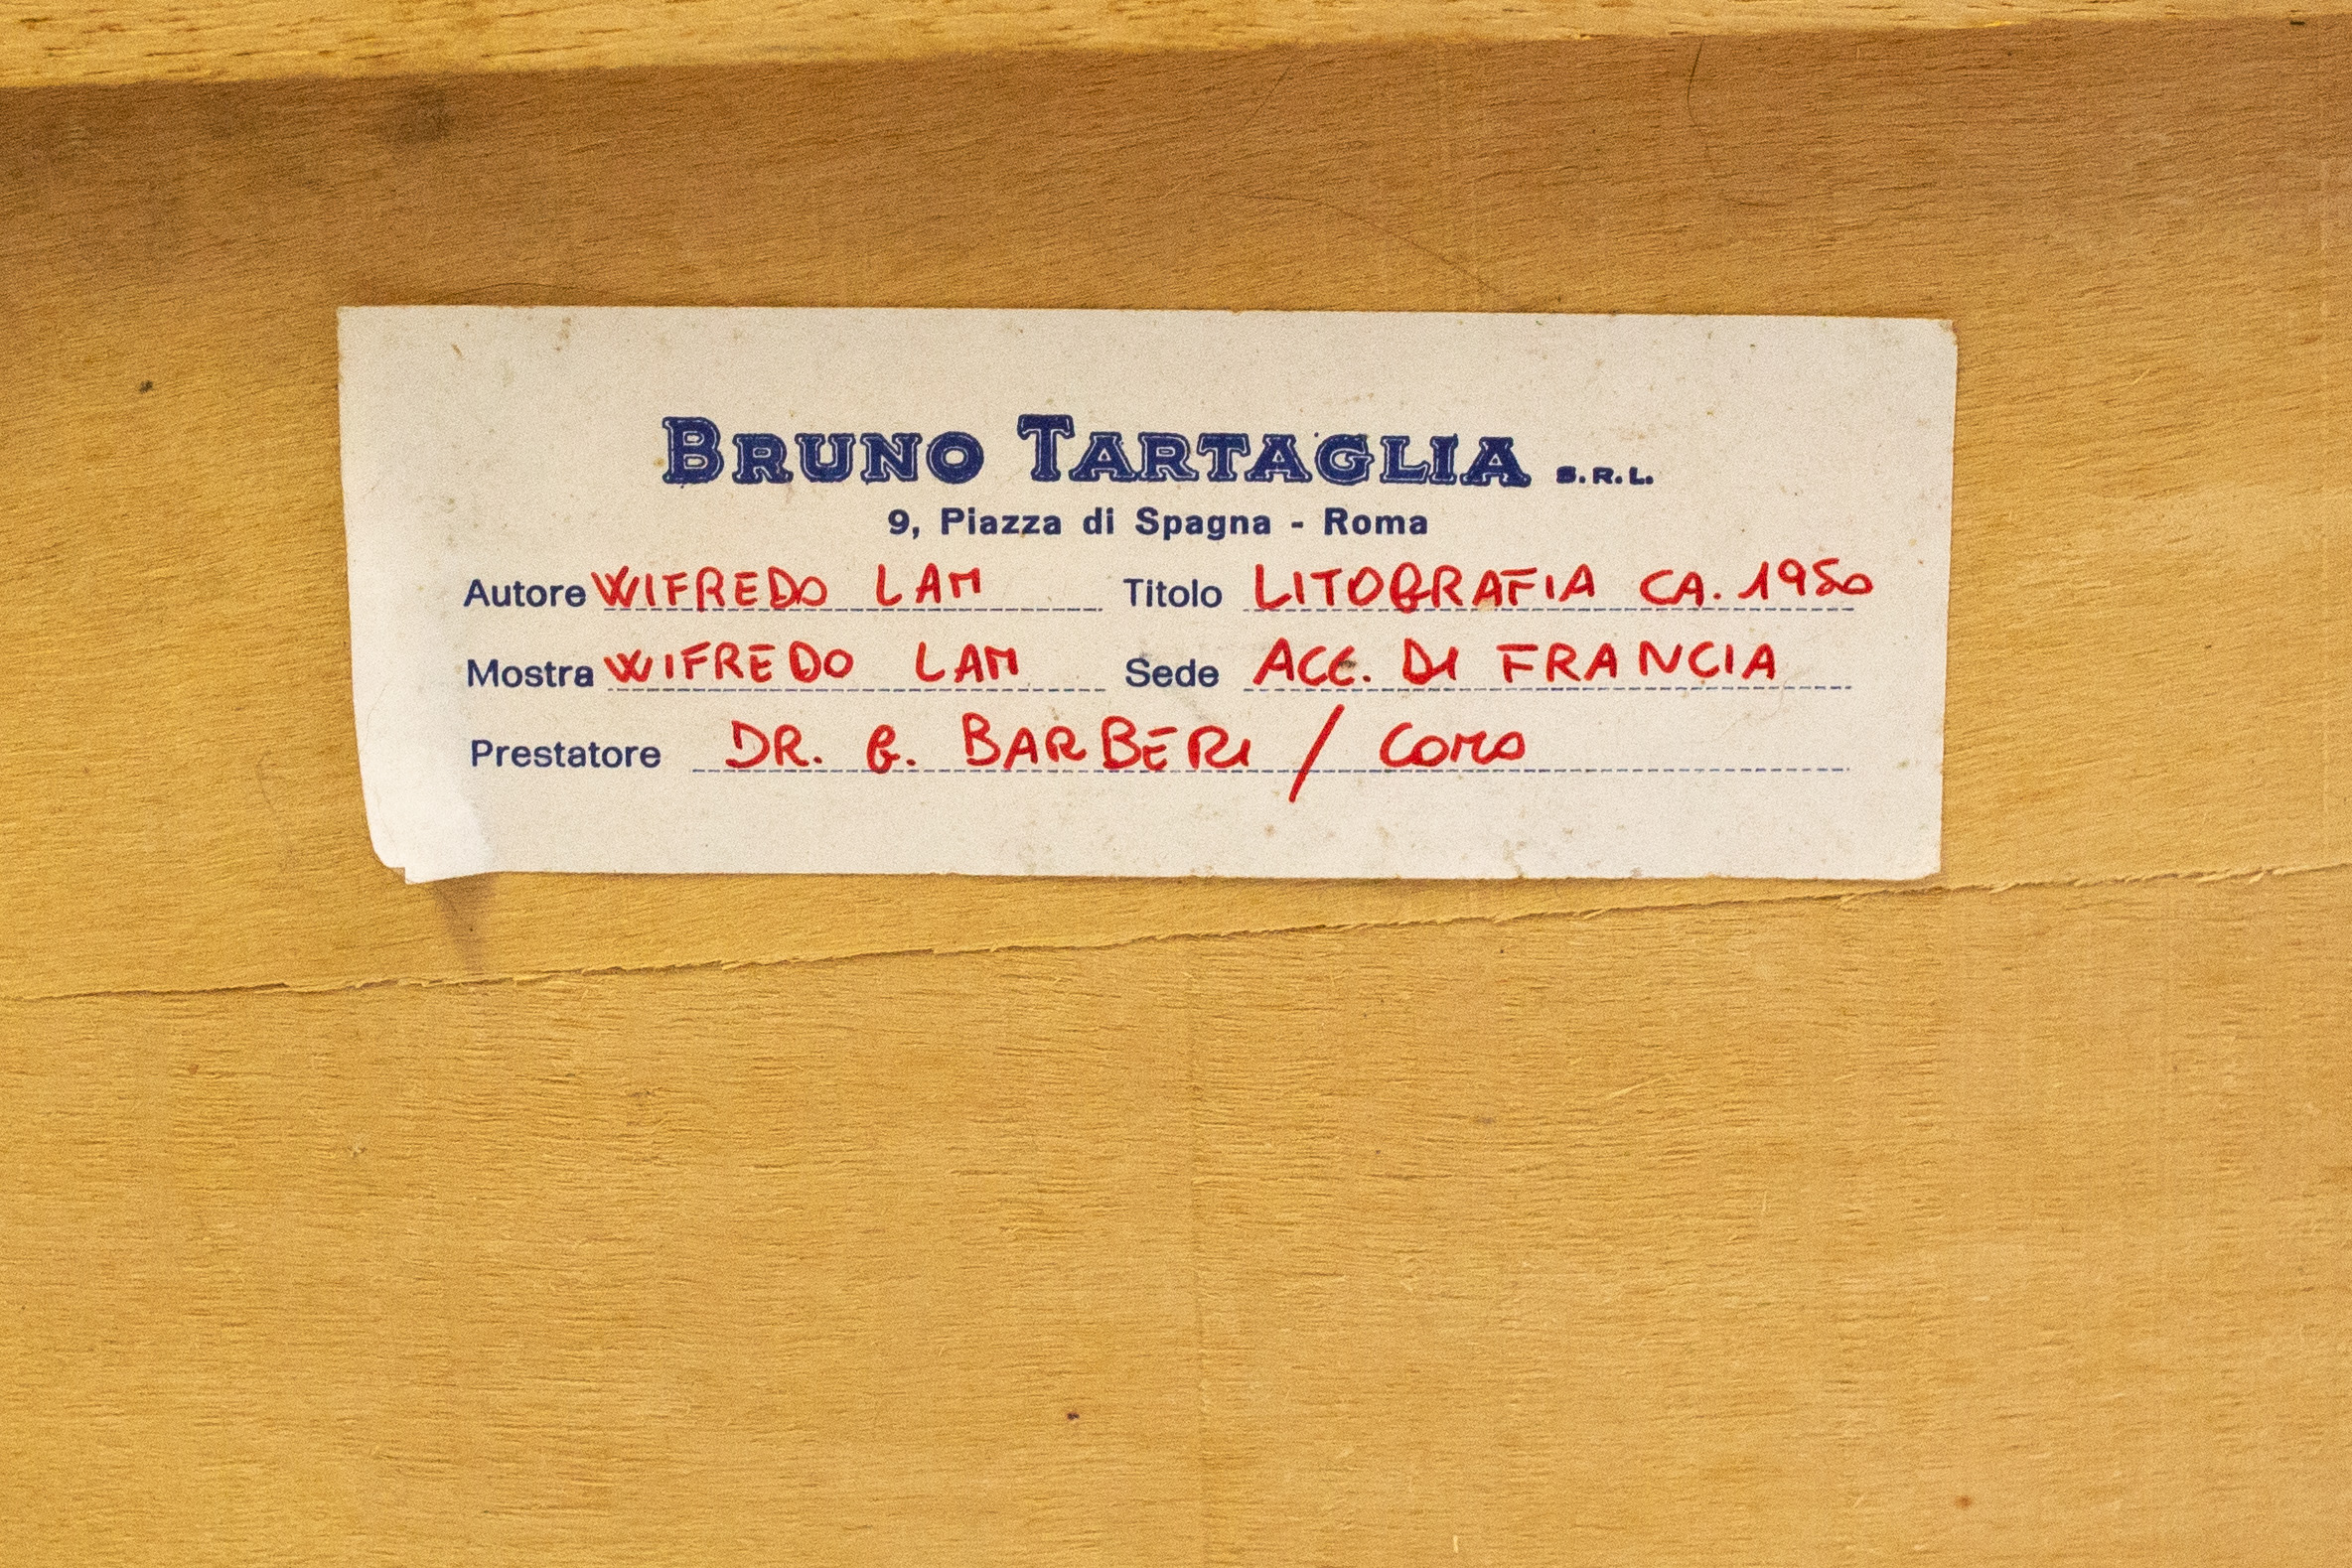 BRUNO TARTAGLIA S.R.L.
9, Piazza di Spagna - Roma
Autore WIFREDO LAM Titolo LITOGRAFIA CA. 1950
Mostra WIFREDO LAM Sede ACC. DI FRANCIA
Prestatore DR. G. BARBERI / COMO